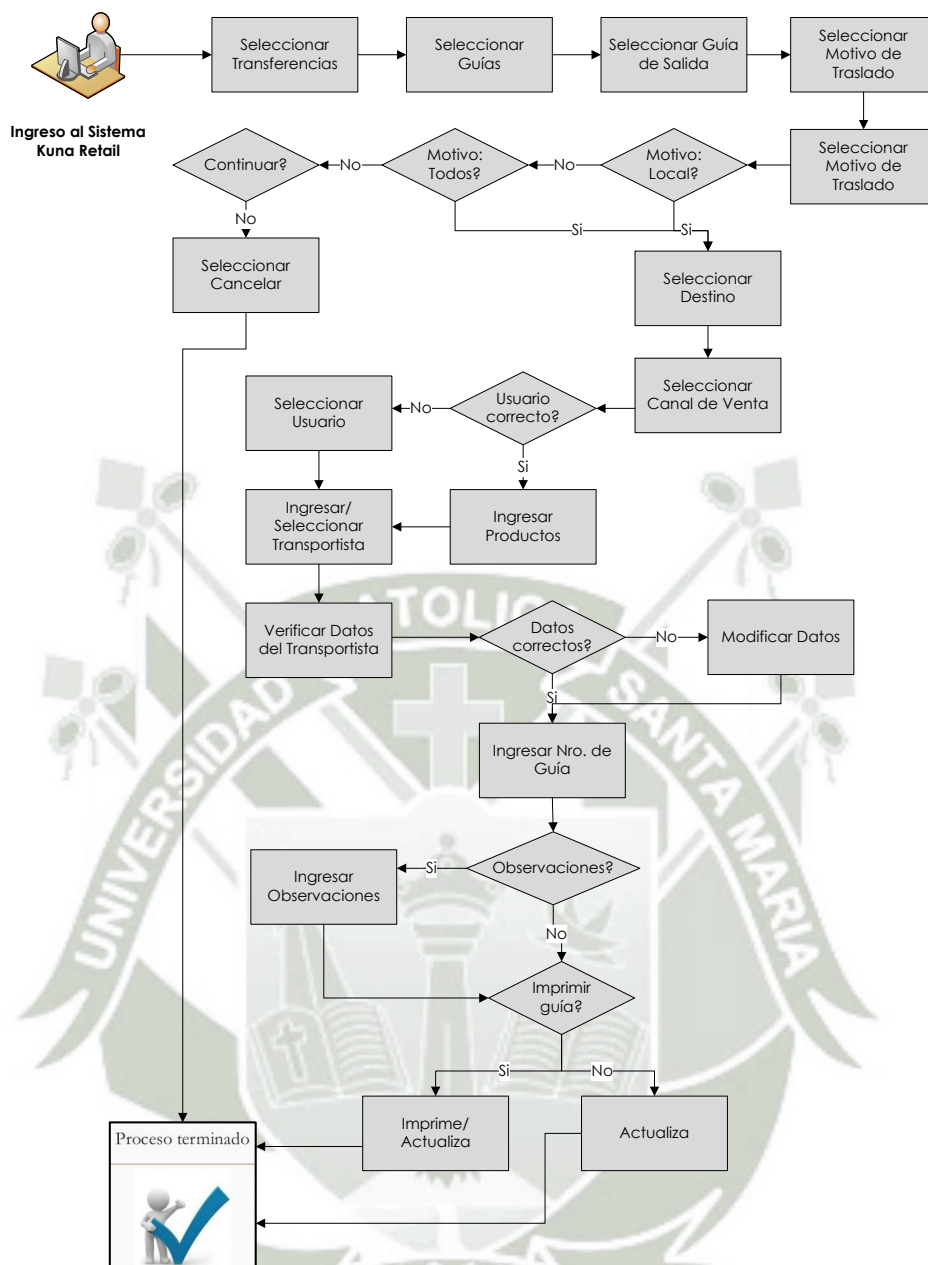 Ingreso al Sistema
Kuna Retail
Seleccionar
Transferencias
Seleccionar
Guías
Seleccionar Guía
de Salida
Seleccionar
Motivo de
Traslado
Seleccionar
Motivo de
Traslado
Motivo:
Local?
No
Motivo:
Todos?
No
Continuar?
No
Si
Si
Seleccionar
Cancelar
Seleccionar
Destino
Seleccionar
Canal de Venta
Usuario
correcto?
No
Seleccionar
Usuario
Si
Ingresar
Productos
Ingresar/
Seleccionar
Transportista
Verificar Datos
del Transportista
Datos
correctos?
No
Modificar Datos
Si
Ingresar Nro. de
Guía
Observaciones?
Si
Ingresar
Observaciones
No
Imprimir
guía?
Si
No
Imprime/
Actualiza
Actualiza
Proceso terminado
UNIVERSIDAD
CATOLICA
SANTA MARIA